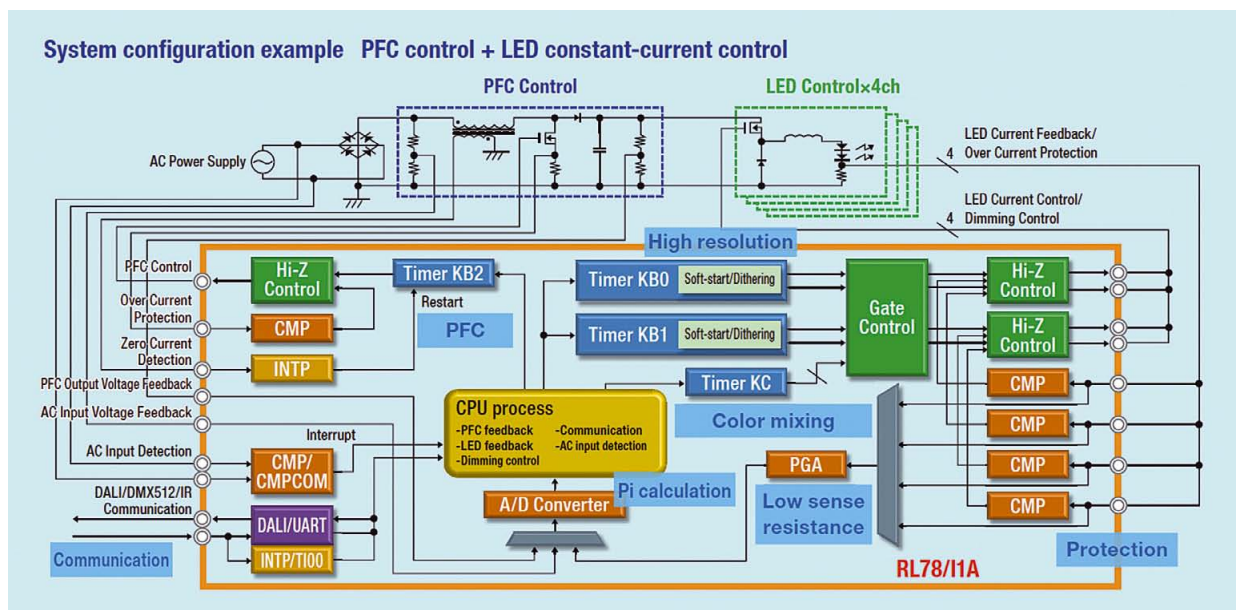 System configuration example PFC control + LED constant-current control
PFC Control
LED Control×4ch
AC Power Supply
LED Current Feedback/
Over Current Protection
4
LED Current Control/
Dimming Control
4
High resolution
PFC Control
Hi-Z
Control
Timer KB2
Restart
PFC
Over Current
Protection
CMP
Zero Current
Detection
INTP
PFC Output Voltage Feedback
AC Input Voltage Feedback
Timer KB0
Soft-start/Dithering
Timer KB1
Soft-start/Dithering
Timer KC
Gate
Control
Hi-Z
Control
Hi-Z
Control
CMP
CMP
CMP
CMP
Color mixing
CPU process
-PFC feedback
-LED feedback
-Dimming control
-Communication
-AC input detection
Pi calculation
PGA
Low sense
resistance
A/D Converter
Interrupt
AC Input Detection
CMP/
CMPCOM
DALI/DMX512/IR
Communication
DALI/UART
INTP/TI00
Communication
Protection
RL78/I1A